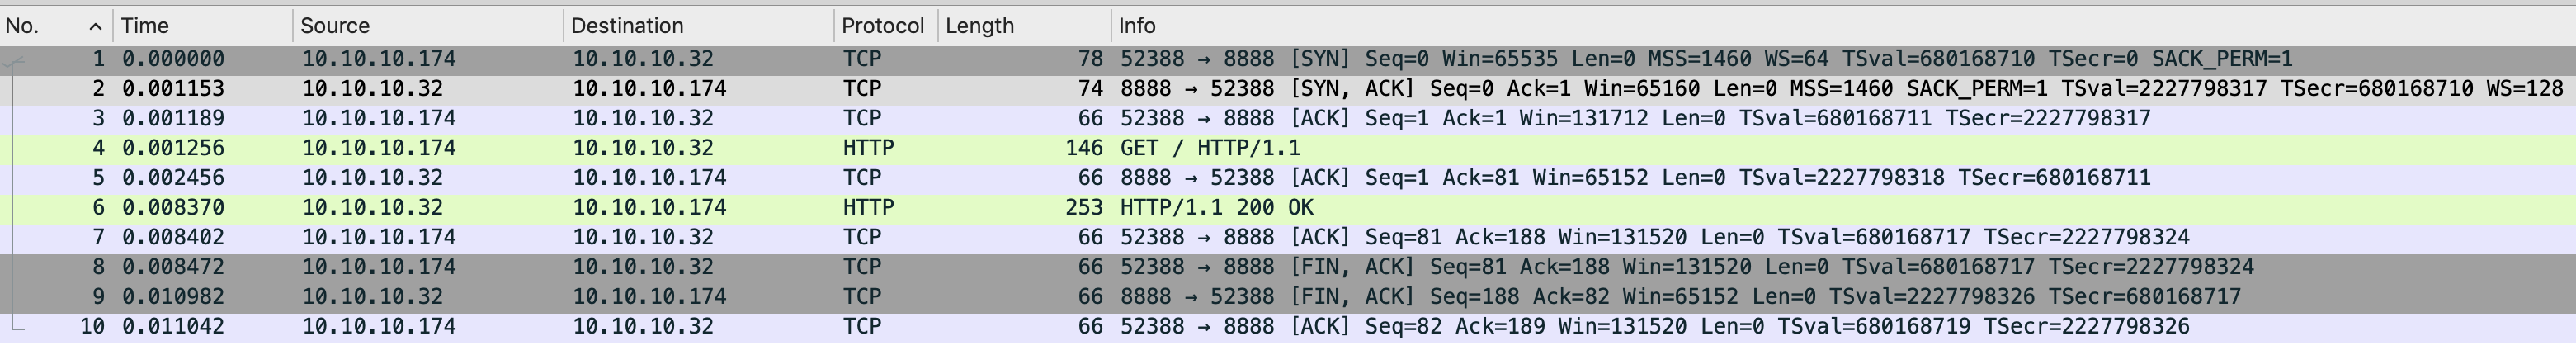 No. Time Source Destination Protocol Length Info
1 0.000000 10.10.10.174 10.10.10.32 TCP 78 52388 → 8888 [SYN] Seq=0 Win=65535 Len=0 MSS=1460 WS=64 TSval=680168710 TSecr=0 SACK_PERM=1
2 0.001153 10.10.10.32 10.10.10.174 TCP 74 8888 → 52388 [SYN, ACK] Seq=0 Ack=1 Win=65160 Len=0 MSS=1460 SACK_PERM=1 TSval=2227798317 TSecr=680168710 WS=128
3 0.001189 10.10.10.174 10.10.10.32 TCP 66 52388 → 8888 [ACK] Seq=1 Ack=1 Win=131712 Len=0 TSval=680168711 TSecr=2227798317
4 0.001256 10.10.10.174 10.10.10.32 HTTP 146 GET / HTTP/1.1
5 0.002456 10.10.10.32 10.10.10.174 TCP 66 8888 → 52388 [ACK] Seq=1 Ack=81 Win=65152 Len=0 TSval=2227798318 TSecr=680168711
6 0.008370 10.10.10.32 10.10.10.174 HTTP 253 HTTP/1.1 200 OK
7 0.008402 10.10.10.174 10.10.10.32 TCP 66 52388 → 8888 [ACK] Seq=81 Ack=188 Win=131520 Len=0 TSval=680168717 TSecr=2227798324
8 0.008472 10.10.10.174 10.10.10.32 TCP 66 52388 → 8888 [FIN, ACK] Seq=81 Ack=188 Win=131520 Len=0 TSval=680168717 TSecr=2227798324
9 0.010982 10.10.10.32 10.10.10.174 TCP 66 8888 → 52388 [FIN, ACK] Seq=188 Ack=82 Win=65152 Len=0 TSval=2227798326 TSecr=680168717
10 0.011042 10.10.10.174 10.10.10.32 TCP 66 52388 → 8888 [ACK] Seq=82 Ack=189 Win=131520 Len=0 TSval=680168719 TSecr=2227798326